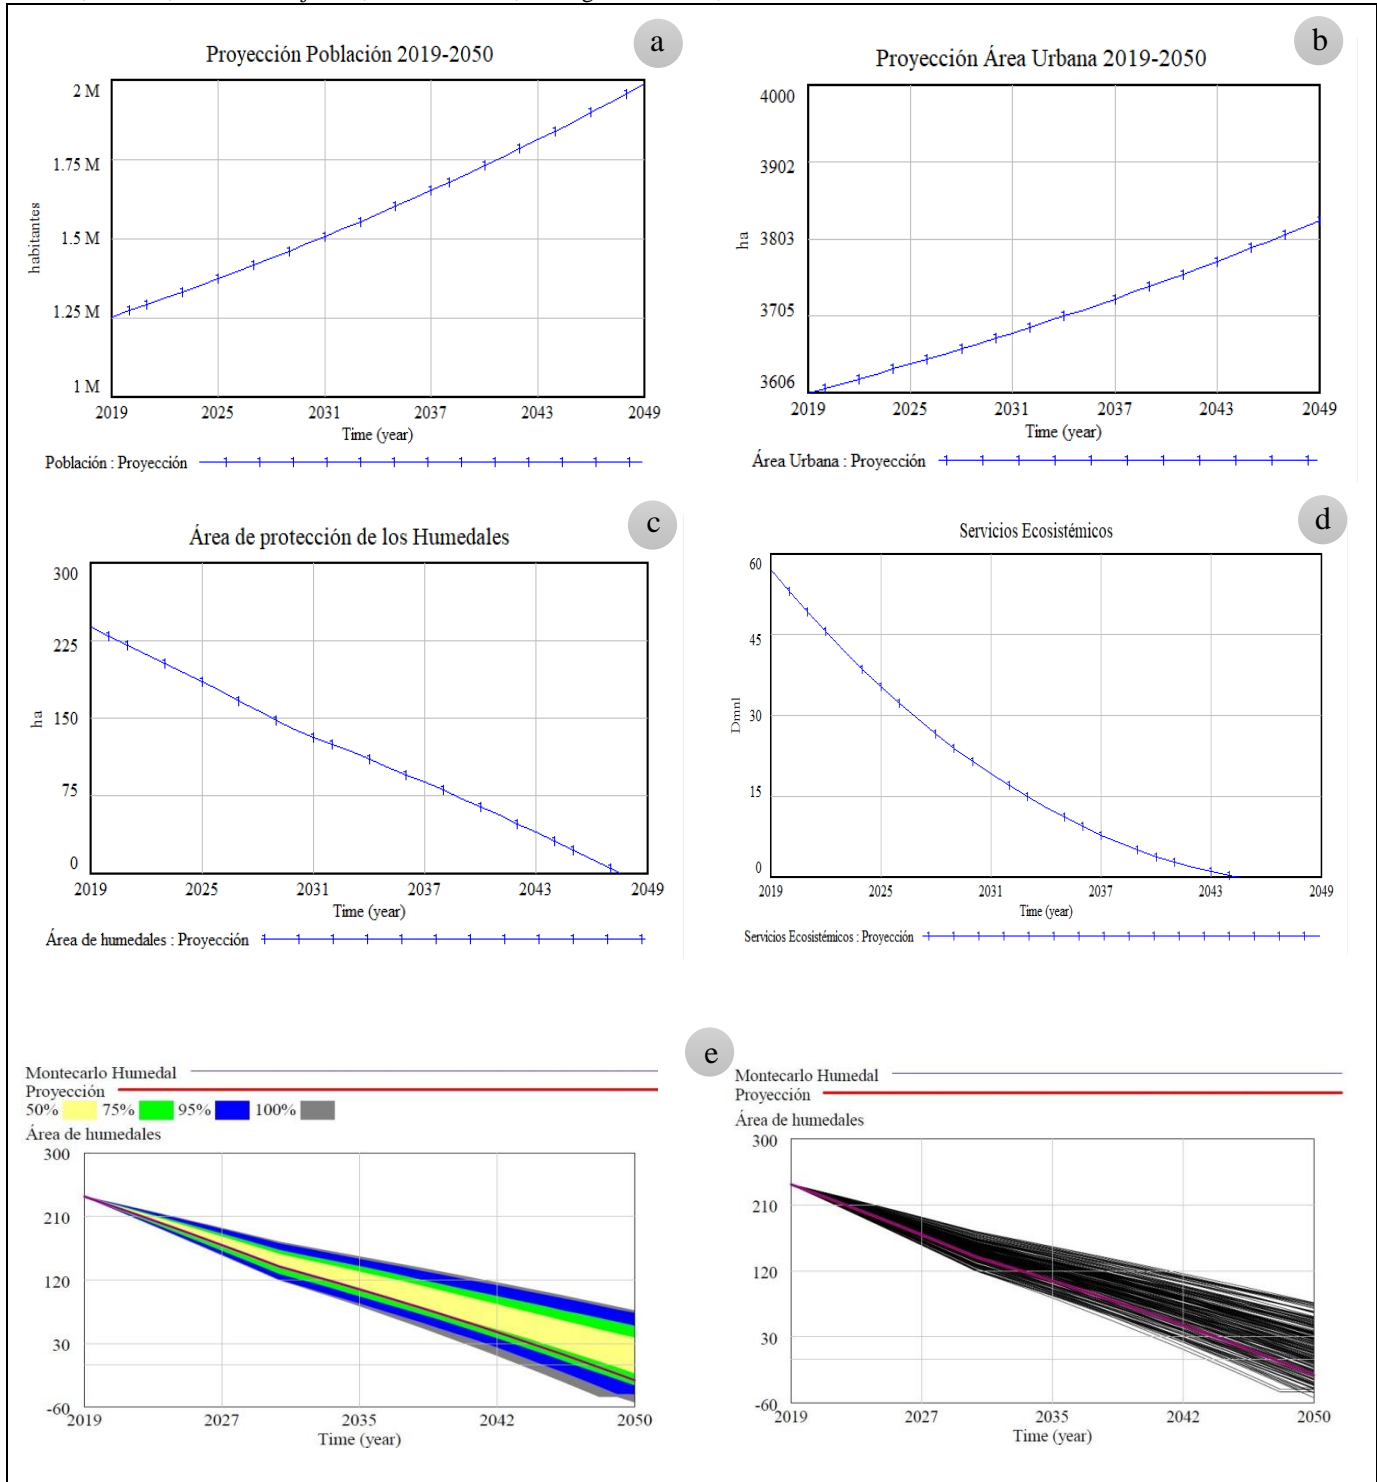 a
Proyección Población 2019-2050
2 M
1.75 M
1.5 M
1.25 M
1 M
habitantes
2019 2025 2031 2037 2043 2049
Time (year)
Población : Proyección
b
Proyección Área Urbana 2019-2050
4000
3902
3803
3705
3606
ha
2019 2025 2031 2037 2043 2049
Time (year)
Área Urbana : Proyección
c
Área de protección de los Humedales
300
225
150
75
0
ha
2019 2025 2031 2037 2043 2049
Time (year)
Área de humedales : Proyección
d
Servicios Ecosistémicos
60
45
30
15
0
Dmnl
2019 2025 2031 2037 2043 2049
Time (year)
Servicios Ecosistémicos : Proyección
e
Montecarlo Humedal
Proyección
50% 75% 95% 100%
Área de humedales
300
210
120
30
-60
2019 2027 2035 2042 2050
Time (year)
Montecarlo Humedal
Proyección
Área de humedales
300
210
120
30
-60
2019 2027 2035 2042 2050
Time (year)